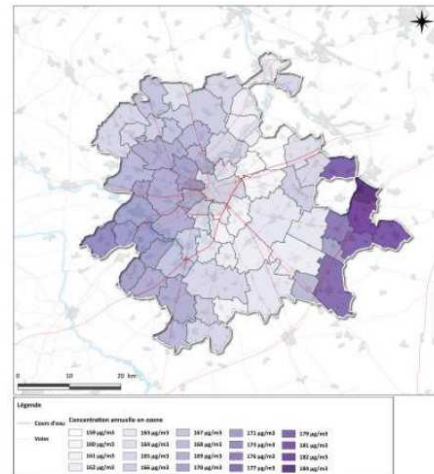 0 10 20 km
Légende
Cours d'eau
Voies
Concentration annuelle en ozone
159 µg/m3 163 µg/m3 167 µg/m3 171 µg/m3 179 µg/m3
160 µg/m3 164 µg/m3 168 µg/m3 173 µg/m3 181 µg/m3
161 µg/m3 165 µg/m3 169 µg/m3 176 µg/m3 182 µg/m3
162 µg/m3 166 µg/m3 170 µg/m3 177 µg/m3 184 µg/m3